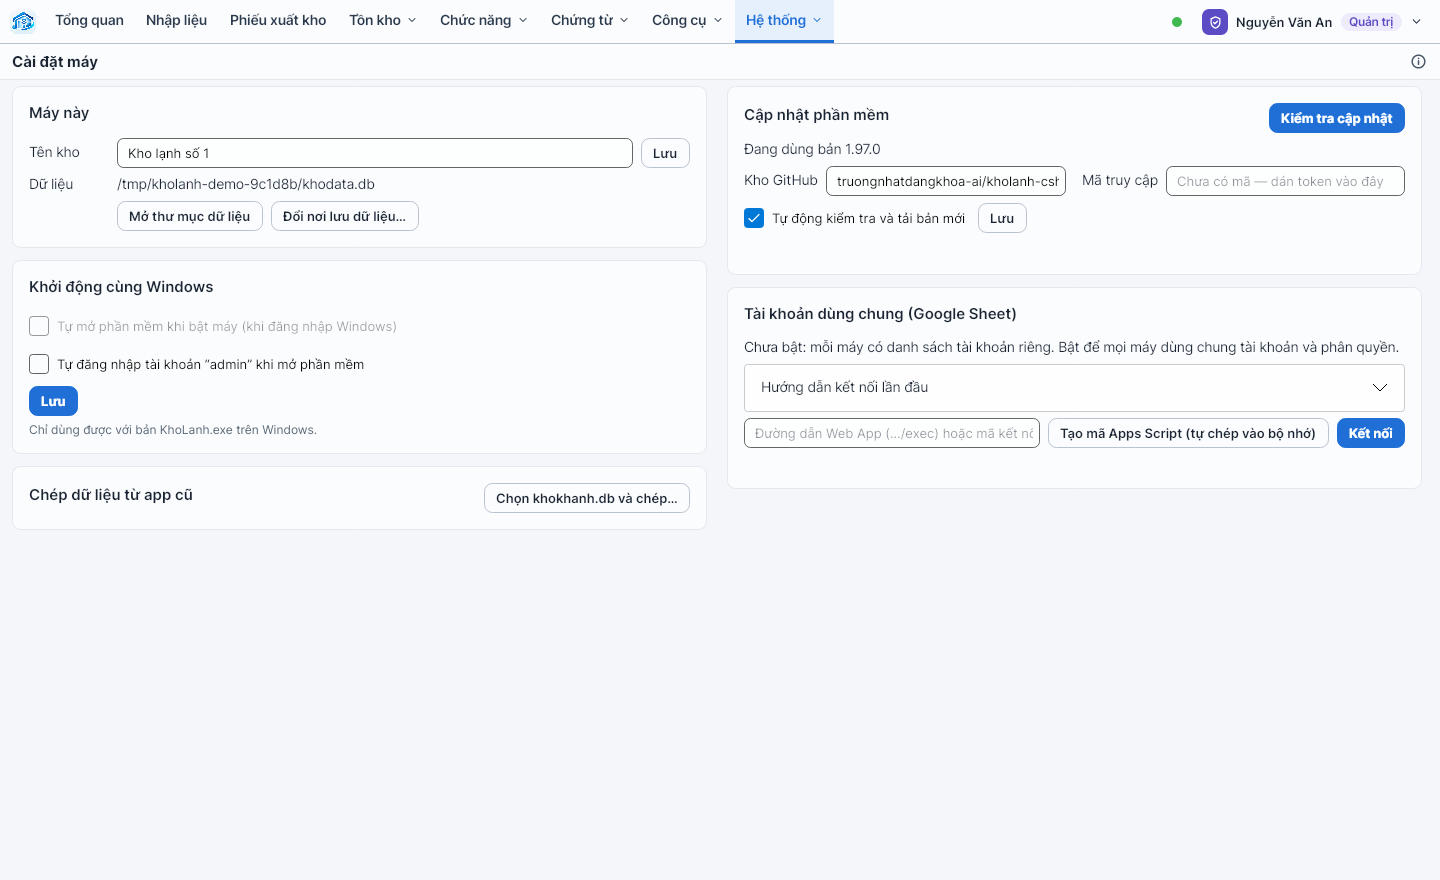 Tổng quan Nhập liệu Phiếu xuất kho Tồn kho Chức năng Chứng từ Công cụ Hệ thống Nguyễn Văn An Quản trị
Cài đặt máy
Máy này
Tên kho Kho lạnh số 1 Lưu
Dữ liệu /tmp/kholanh-demo-9c1d8b/khodata.db
Mở thư mục dữ liệu Đổi nơi lưu dữ liệu...
Khởi động cùng Windows
Tự mở phần mềm khi bật máy (khi đăng nhập Windows)
Tự đăng nhập tài khoản “admin” khi mở phần mềm
Lưu
Chỉ dùng được với bản KhoLanh.exe trên Windows.
Chép dữ liệu từ app cũ Chọn khokhanh.db và chép...
Cập nhật phần mềm Kiểm tra cập nhật
Đang dùng bản 1.97.0
Kho GitHub truongnhatdangkhoa-ai/kholanh-csh Mã truy cập Chưa có mã — dán token vào đây
Tự động kiểm tra và tải bản mới Lưu
Tài khoản dùng chung (Google Sheet)
Chưa bật: mỗi máy có danh sách tài khoản riêng. Bật để mọi máy dùng chung tài khoản và phân quyền.
Hướng dẫn kết nối lần đầu
Đường dẫn Web App (.../exec) hoặc mã kết nố Tạo mã Apps Script (tự chép vào bộ nhớ) Kết nối